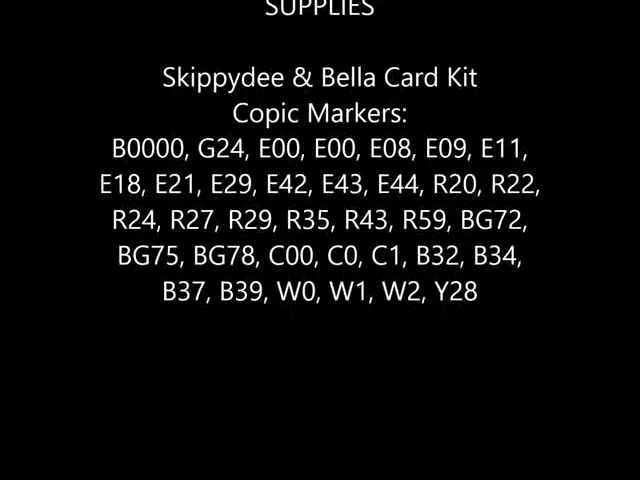 SUPPLIES
Skippydee & Bella Card Kit
Copic Markers:
B0000, G24, E00, E00, E08, E09, E11,
E18, E21, E29, E42, E43, E44, R20, R22,
R24, R27, R29, R35, R43, R59, BG72,
BG75, BG78, C00, C0, C1, B32, B34,
B37, B39, W0, W1, W2, Y28